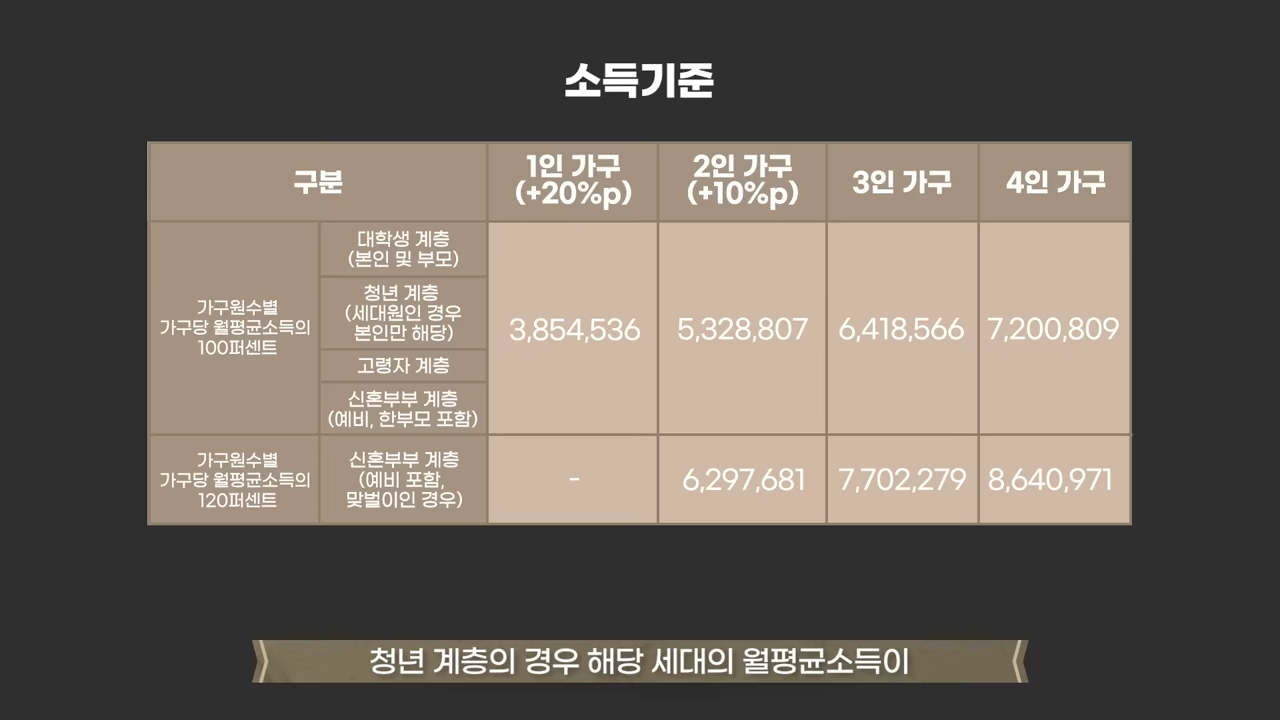 소득기준
구분
1인 가구
(+20%p)
2인 가구
(+10%p)
3인 가구
4인 가구
가구원수별
가구당 월평균소득의
100퍼센트
대학생 계층
(본인 및 부모)
청년 계층
(세대원인 경우
본인만 해당)
고령자 계층
신혼부부 계층
(예비, 한부모 포함)
3,854,536
5,328,807
6,418,566
7,200,809
가구원수별
가구당 월평균소득의
120퍼센트
신혼부부 계층
(예비 포함,
맞벌이인 경우)
-
6,297,681
7,702,279
8,640,971
청년 계층의 경우 해당 세대의 월평균소득이